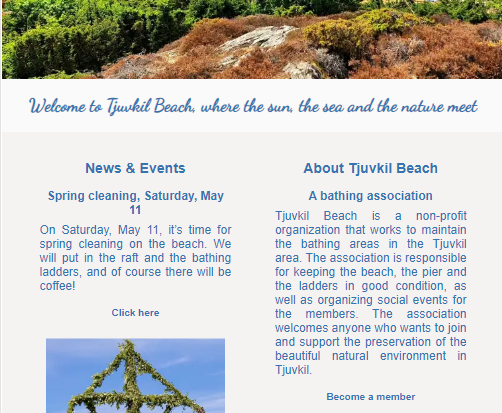 Welcome to Tjuvkil Beach, where the sun, the sea and the nature meet
News & Events
Spring cleaning, Saturday, May
11
On Saturday, May 11, it's time for
spring cleaning on the beach. We
will put in the raft and the bathing
ladders, and of course there will be
coffee!
Click here
About Tjuvkil Beach
A bathing association
Tjuvkil Beach is a non-profit
organization that works to maintain
the bathing areas in the Tjuvkil
area. The association is responsible
for keeping the beach, the pier and
the ladders in good condition, as
well as organizing social events for
the members. The association
welcomes anyone who wants to join
and support the preservation of the
beautiful natural environment in
Tjuvkil.
Become a member